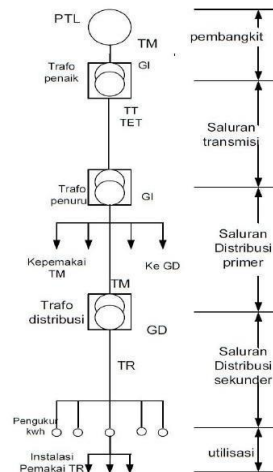 PTL
TM
pembangkit
Trafo
penaik
GI
TT
TET
Saluran
transmisi
Trafo
penuru
GI
Saluran
Distribusi
primer
Kepemakai
TM
Ke GD
TM
Trafo
distribusi
GD
Saluran
Distribusi
sekunder
TR
Pengukur
kwh
Instalasi
Pemakai TR
utilisasi